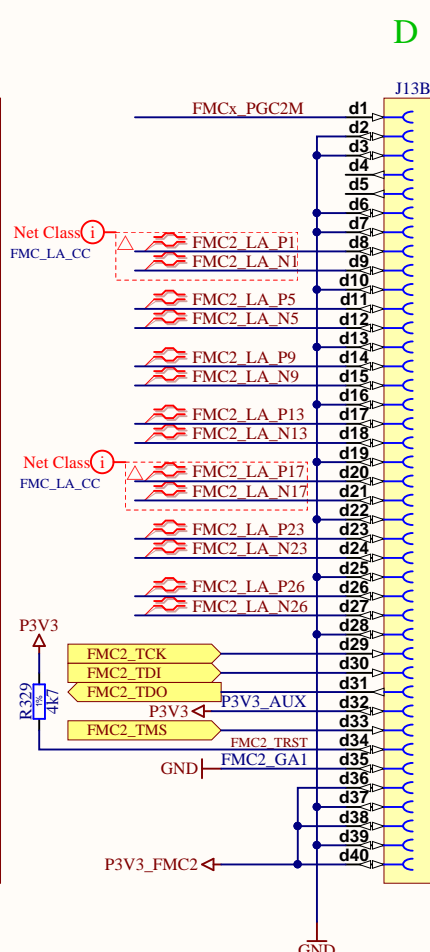 D
J13B
FMCx_PGC2M d1
d2
d3
d4
d5
d6
d7
Net Class i
FMC_LA_CC
FMC2_LA_P1 d8
FMC2_LA_N1 d9
d10
FMC2_LA_P5 d11
FMC2_LA_N5 d12
d13
FMC2_LA_P9 d14
FMC2_LA_N9 d15
d16
FMC2_LA_P13 d17
FMC2_LA_N13 d18
d19
Net Class i
FMC_LA_CC
FMC2_LA_P17 d20
FMC2_LA_N17 d21
d22
FMC2_LA_P23 d23
FMC2_LA_N23 d24
d25
FMC2_LA_P26 d26
FMC2_LA_N26 d27
d28
P3V3
R329
1%
4k7
FMC2_TCK d29
FMC2_TDI d30
FMC2_TDO d31
P3V3 P3V3_AUX d32
FMC2_TMS d33
FMC2_TRST d34
GND FMC2_GA1 d35
d36
d37
d38
d39
P3V3_FMC2 d40
GND